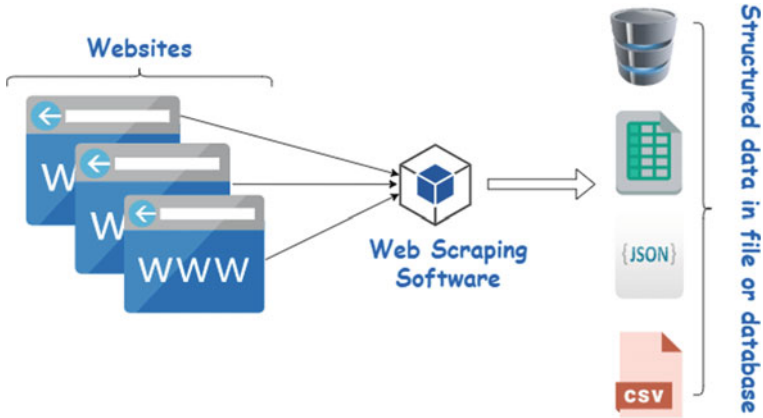 Websites
W
W
WWW
Web Scraping
Software
{JSON}
CSV
Structured data in file or database